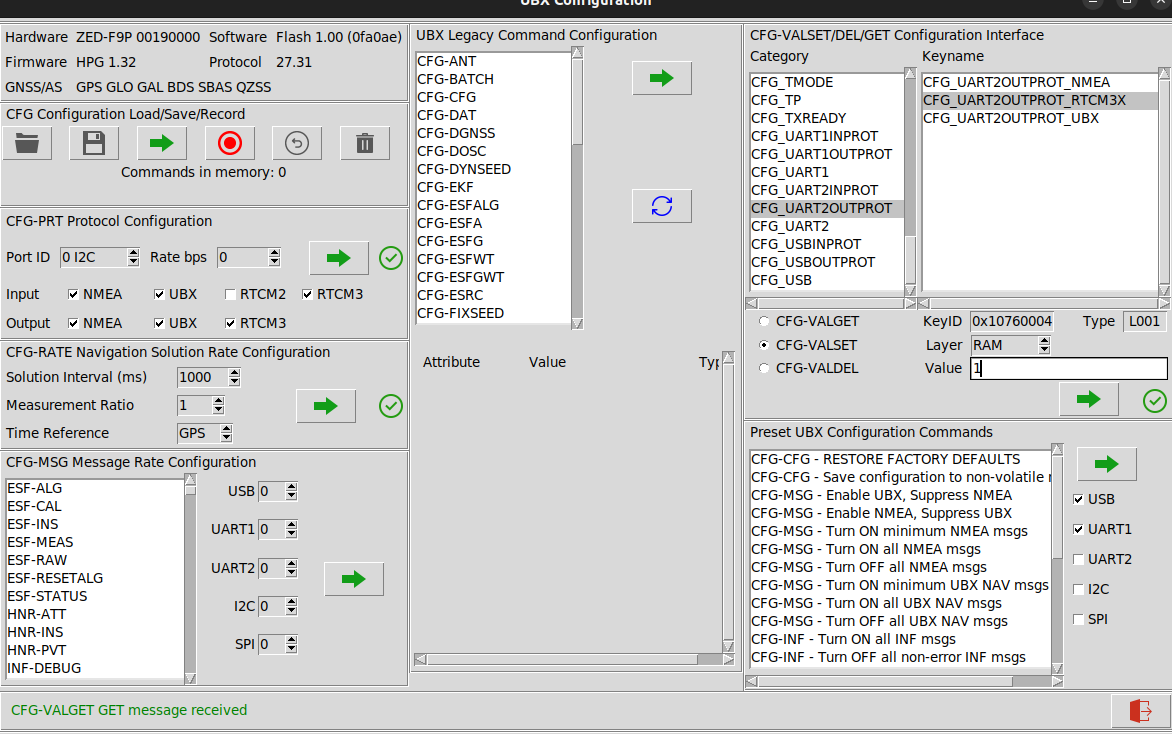 UBX Configuration
Hardware ZED-F9P 00190000 Software Flash 1.00 (0fa0ae)
Firmware HPG 1.32 Protocol 27.31
GNSS/AS GPS GLO GAL BDS SBAS QZSS
CFG Configuration Load/Save/Record
Commands in memory: 0
CFG-PRT Protocol Configuration
Port ID 0 I2C Rate bps 0
Input NMEA UBX RTCM2 RTCM3
Output NMEA UBX RTCM3
CFG-RATE Navigation Solution Rate Configuration
Solution Interval (ms) 1000
Measurement Ratio 1
Time Reference GPS
CFG-MSG Message Rate Configuration
ESF-ALG
ESF-CAL
ESF-INS
ESF-MEAS
ESF-RAW
ESF-RESETALG
ESF-STATUS
HNR-ATT
HNR-INS
HNR-PVT
INF-DEBUG
USB 0
UART1 0
UART2 0
I2C 0
SPI 0
UBX Legacy Command Configuration
CFG-ANT
CFG-BATCH
CFG-CFG
CFG-DAT
CFG-DGNSS
CFG-DOSC
CFG-DYNSEED
CFG-EKF
CFG-ESFALG
CFG-ESFA
CFG-ESFG
CFG-ESFWT
CFG-ESFGWT
CFG-ESRC
CFG-FIXSEED
Attribute Value Typ
CFG-VALSET/DEL/GET Configuration Interface
Category Keyname
CFG_TMODE
CFG_TP
CFG_TXREADY
CFG_UART1INPROT
CFG_UART1OUTPROT
CFG_UART1
CFG_UART2INPROT
CFG_UART2OUTPROT
CFG_UART2
CFG_USBINPROT
CFG_USBOUTPROT
CFG_USB
CFG_UART2OUTPROT_NMEA
CFG_UART2OUTPROT_RTCM3X
CFG_UART2OUTPROT_UBX
CFG-VALGET KeyID 0x10760004 Type L001
CFG-VALSET Layer RAM
CFG-VALDEL Value 1
Preset UBX Configuration Commands
CFG-CFG - RESTORE FACTORY DEFAULTS
CFG-CFG - Save configuration to non-volatile
CFG-MSG - Enable UBX, Suppress NMEA
CFG-MSG - Enable NMEA, Suppress UBX
CFG-MSG - Turn ON minimum NMEA msgs
CFG-MSG - Turn ON all NMEA msgs
CFG-MSG - Turn OFF all NMEA msgs
CFG-MSG - Turn ON minimum UBX NAV msgs
CFG-MSG - Turn ON all UBX NAV msgs
CFG-MSG - Turn OFF all UBX NAV msgs
CFG-INF - Turn ON all INF msgs
CFG-INF - Turn OFF all non-error INF msgs
USB
UART1
UART2
I2C
SPI
CFG-VALGET GET message received